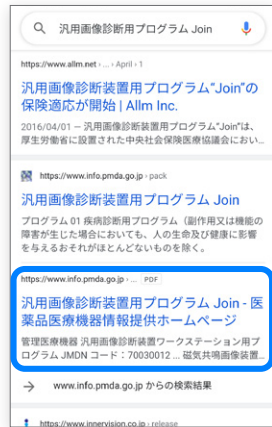 汎用画像診断用プログラム Join
https://www.allm.net › ... › April › 1
汎用画像診断装置用プログラム“Join”の
保険適応が開始 | Allm Inc.
2016/04/01 — 汎用画像診断装置用プログラム“Join”は、
厚生労働省に設置された中央社会保険医療協議会におい...
https://www.info.pmda.go.jp › pack
汎用画像診断装置用プログラム Join
プログラム 01 疾病診断用プログラム（副作用又は機能の
障害が生じた場合においても、人の生命及び健康に影響
を与えるおそれがほとんどないものを除く。
https://www.info.pmda.go.jp › ... PDF
汎用画像診断装置用プログラム Join - 医
薬品医療機器情報提供ホームページ
管理医療機器 汎用画像診断装置ワークステーション用プ
ログラム JMDN コード：70030012 ... 磁気共鳴画像装置...
www.info.pmda.go.jp からの検索結果
https://www.innervision.co.jp › release